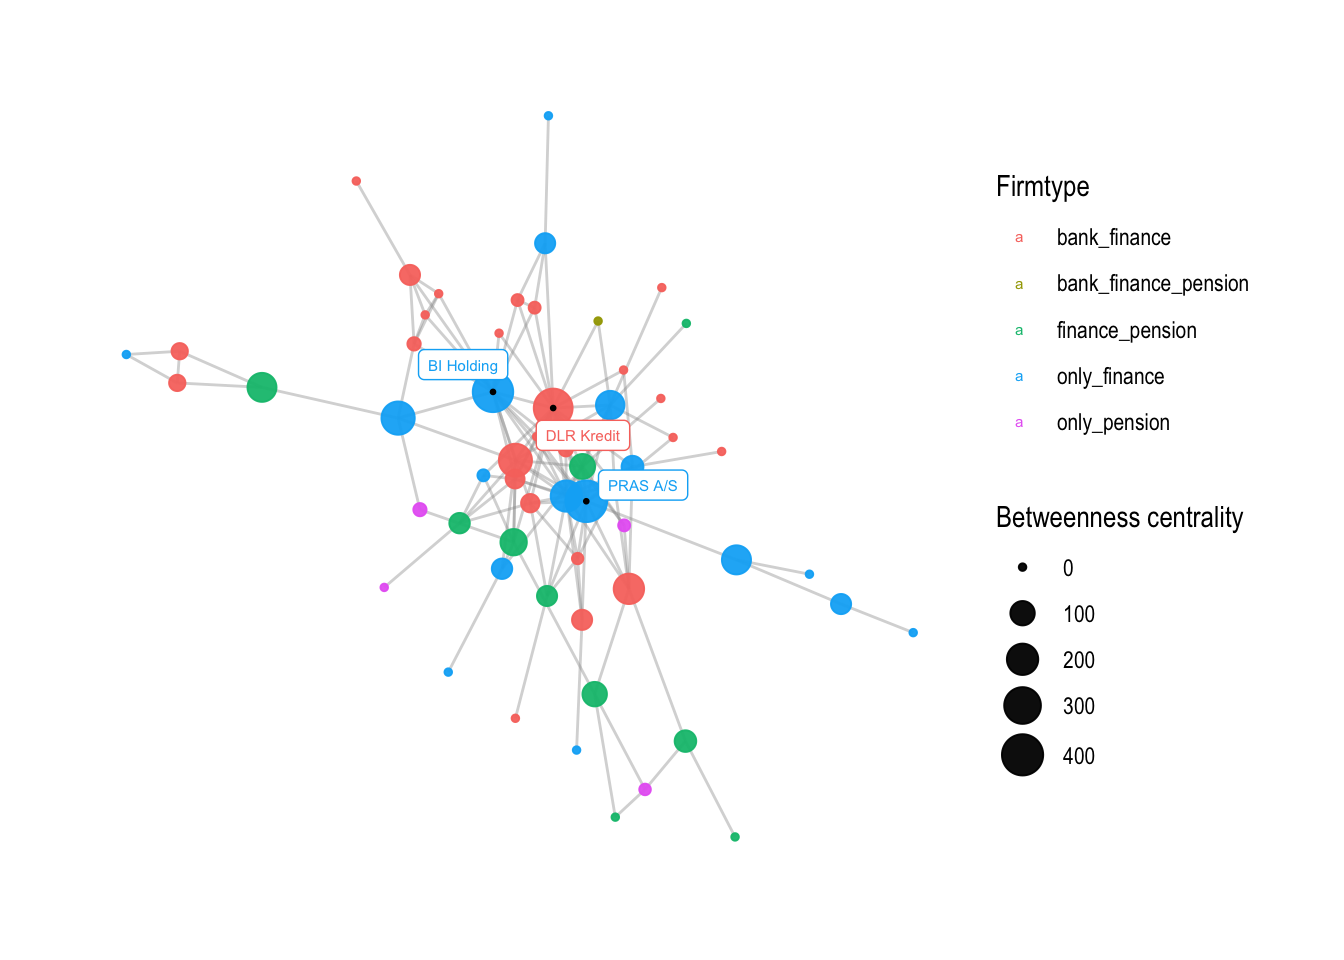 BI Holding
DLR Kredit
PRAS A/S
Firmtype
a bank_finance
a bank_finance_pension
a finance_pension
a only_finance
a only_pension
Betweenness centrality
0
100
200
300
400